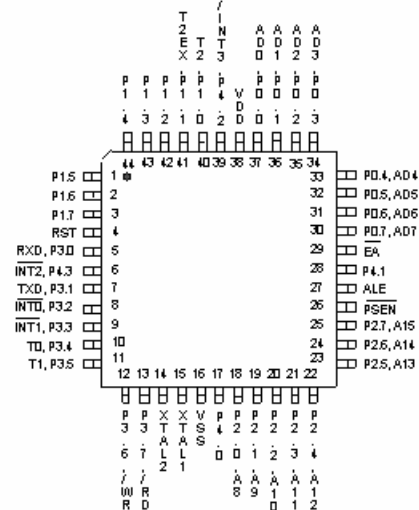 P1.4
P1.3
P1.2
T2EX, P1.1
T2, P1.0
/INT3, P4.2
VDD
AD0, P0.0
AD1, P0.1
AD2, P0.2
AD3, P0.3
44 43 42 41 40 39 38 37 36 35 34
P1.5 1
P1.6 2
P1.7 3
RST 4
RXD, P3.0 5
INT2, P4.3 6
TXD, P3.1 7
INT0, P3.2 8
INT1, P3.3 9
T0, P3.4 10
T1, P3.5 11
33 P0.4, AD4
32 P0.5, AD5
31 P0.6, AD6
30 P0.7, AD7
29 EA
28 P4.1
27 ALE
26 PSEN
25 P2.7, A15
24 P2.6, A14
23 P2.5, A13
12 13 14 15 16 17 18 19 20 21 22
P3.6, /WR
P3.7, /RD
XTAL2
XTAL1
VSS
P4.0
P2.0, A8
P2.1, A9
P2.2, A10
P2.3, A11
P2.4, A12